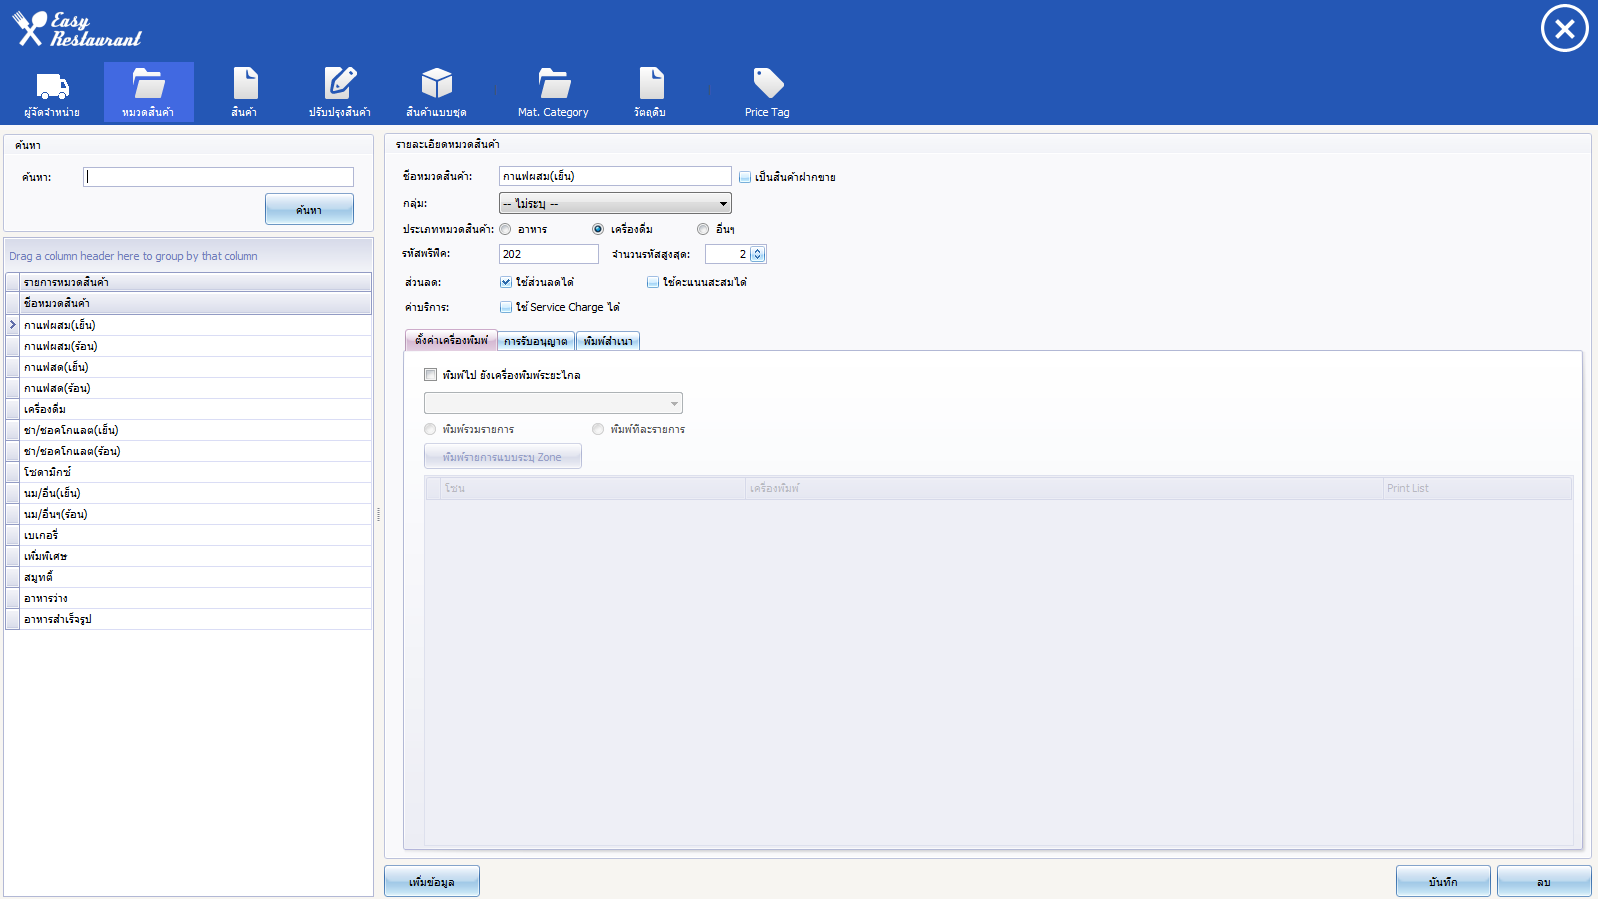 Easy
Restaurant
ผู้จัดจำหน่าย
หมวดสินค้า
สินค้า
ปรับปรุงสินค้า
สินค้าแบบชุด
Mat. Category
วัตถุดิบ
Price Tag
ค้นหา
ค้นหา:
ค้นหา
Drag a column header here to group by that column
รายการหมวดสินค้า
ชื่อหมวดสินค้า
กาแฟผสม(เย็น)
กาแฟผสม(ร้อน)
กาแฟสด(เย็น)
กาแฟสด(ร้อน)
เครื่องดื่ม
ชา/ชอคโกแลต(เย็น)
ชา/ชอคโกแลต(ร้อน)
โซดามิกซ์
นม/อื่น(เย็น)
นม/อื่นๆ(ร้อน)
เบเกอรี่
เพิ่มพิเศษ
สมูทตี้
อาหารว่าง
อาหารสำเร็จรูป
รายละเอียดหมวดสินค้า
ชื่อหมวดสินค้า: กาแฟผสม(เย็น) เป็นสินค้าฝากขาย
กลุ่ม: -- ไม่ระบุ --
ประเภทหมวดสินค้า: อาหาร เครื่องดื่ม อื่นๆ
รหัสพรีฟิค: 202 จำนวนรหัสสูงสุด: 2
ส่วนลด: ใช้ส่วนลดได้ ใช้คะแนนสะสมได้
ค่าบริการ: ใช้ Service Charge ได้
ตั้งค่าเครื่องพิมพ์ การรับอนุญาต พิมพ์สำเนา
พิมพ์ไป ยังเครื่องพิมพ์ระยะไกล
พิมพ์รวมรายการ พิมพ์ทีละรายการ
พิมพ์รายการแบบระบุ Zone
โซน เครื่องพิมพ์ Print List
เพิ่มข้อมูล บันทึก ลบ